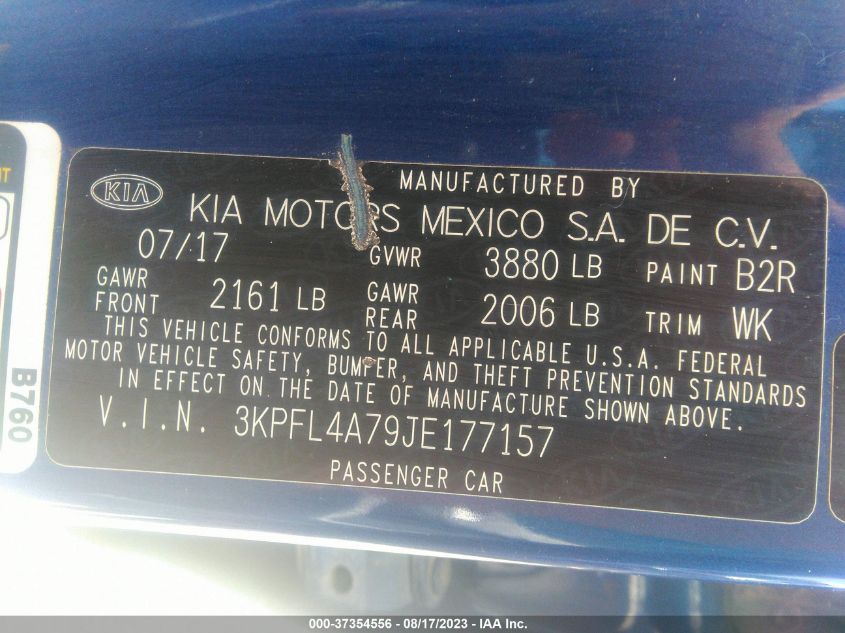 KIA
MANUFACTURED BY
KIA MOTORS MEXICO S.A. DE C.V.
07/17 GVWR 3880 LB PAINT B2R
GAWR FRONT 2161 LB GAWR REAR 2006 LB TRIM WK
THIS VEHICLE CONFORMS TO ALL APPLICABLE U.S.A. FEDERAL
MOTOR VEHICLE SAFETY, BUMPER, AND THEFT PREVENTION STANDARDS
IN EFFECT ON THE DATE OF MANUFACTURE SHOWN ABOVE.
V.I.N. 3KPFL4A79JE177157
PASSENGER CAR
B760
000-37354556 - 08/17/2023 - IAA Inc.